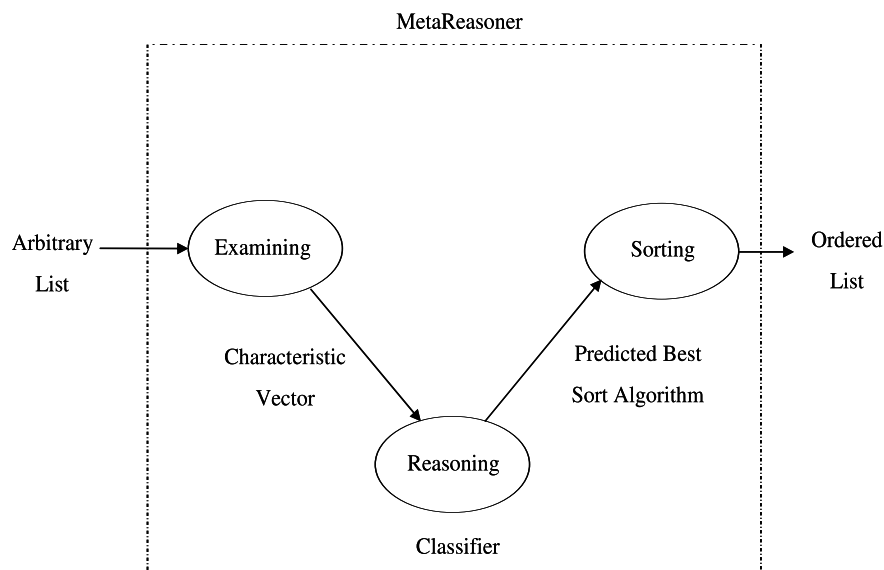 MetaReasoner
Arbitrary
List
Examining
Sorting
Ordered
List
Characteristic
Vector
Predicted Best
Sort Algorithm
Reasoning
Classifier